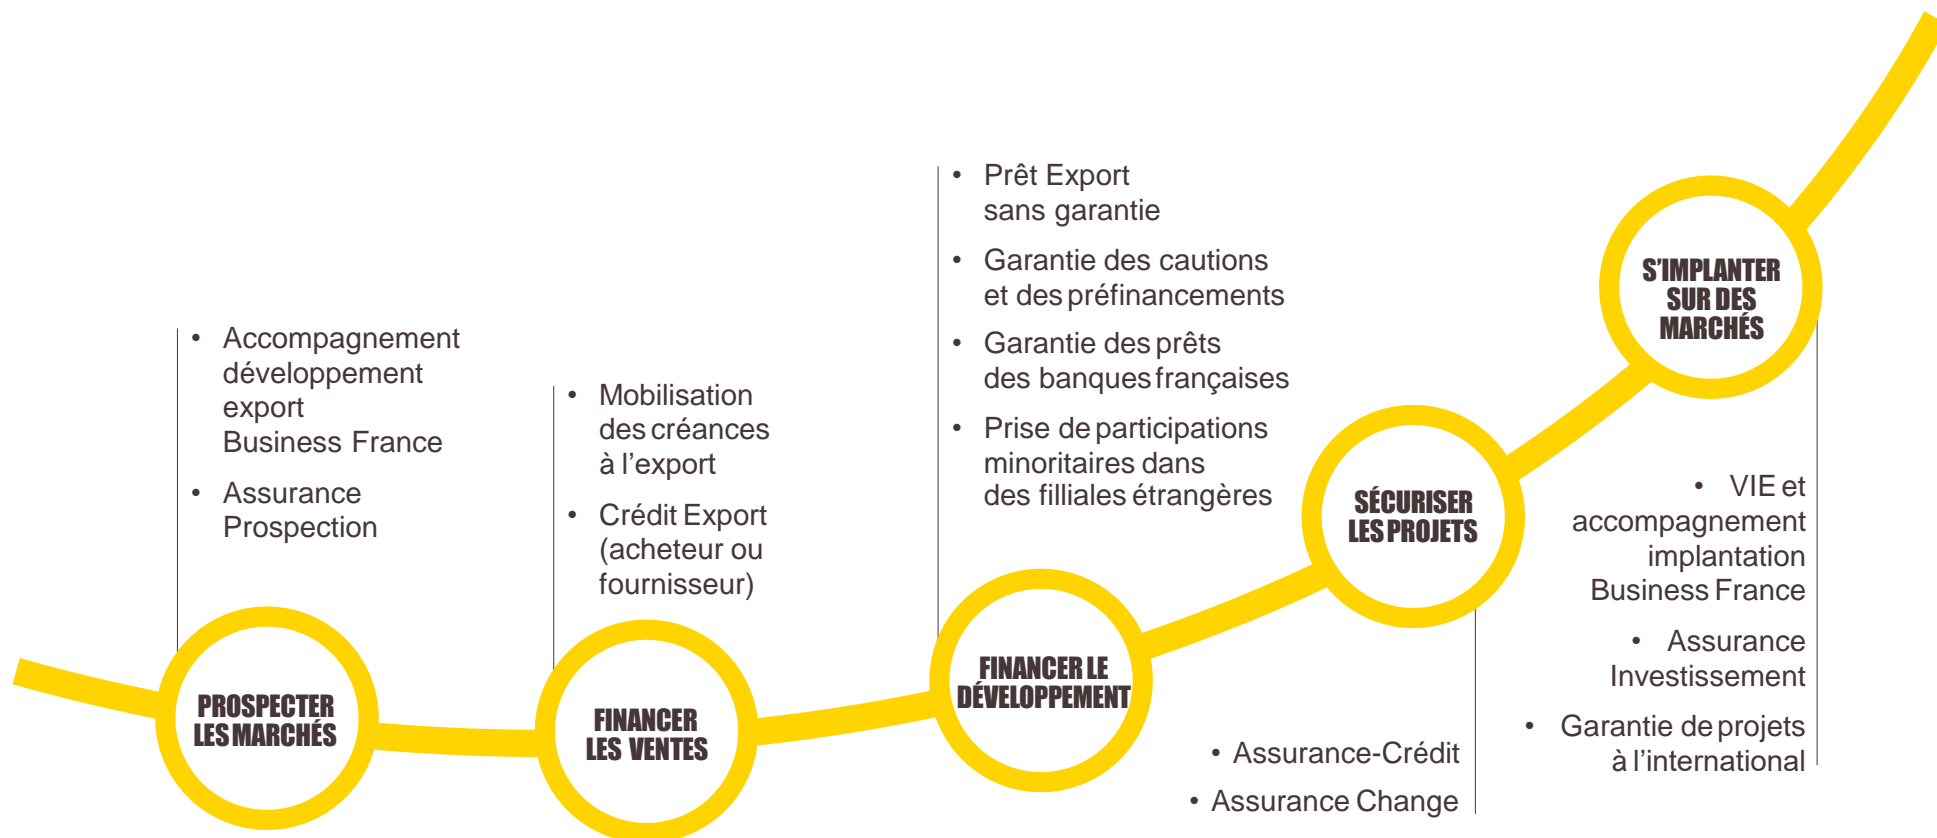 • Accompagnement
développement
export
Business France
• Assurance
Prospection
PROSPECTER
LES MARCHÉS
• Mobilisation
des créances
à l’export
• Crédit Export
(acheteur ou
fournisseur)
FINANCER
LES VENTES
• Prêt Export
sans garantie
• Garantie des cautions
et des préfinancements
• Garantie des prêts
des banques françaises
• Prise de participations
minoritaires dans
des filliales étrangères
FINANCER LE
DÉVELOPPEMENT
SÉCURISER
LES PROJETS
• Assurance-Crédit
• Assurance Change
S’IMPLANTER
SUR DES
MARCHÉS
• VIE et
accompagnement
implantation
Business France
• Assurance
Investissement
• Garantie de projets
à l’international